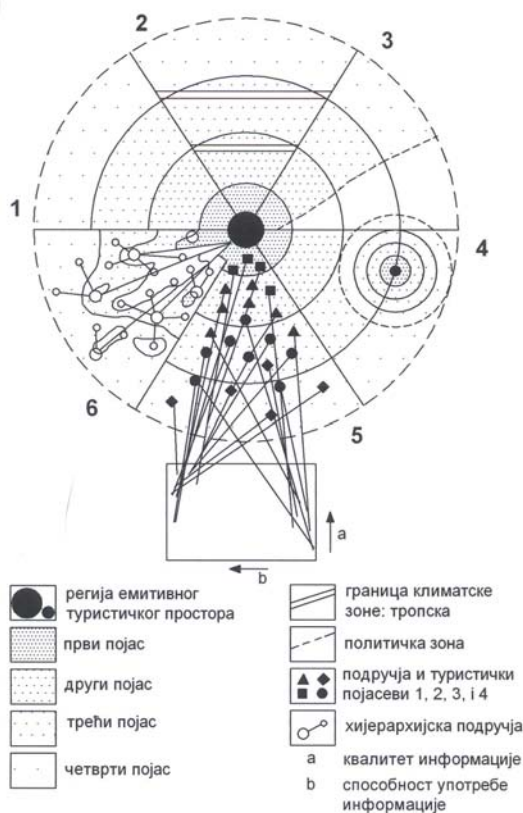 2
3
1
4
6
5
a
b
регија емитивног
туристичког простора
први појас
други појас
трећи појас
четврти појас
граница климатске
зоне: тропска
политичка зона
подручја и туристички
појасеви 1, 2, 3, i 4
хијерархијска подручја
a квалитет информације
b способност употребе
информације